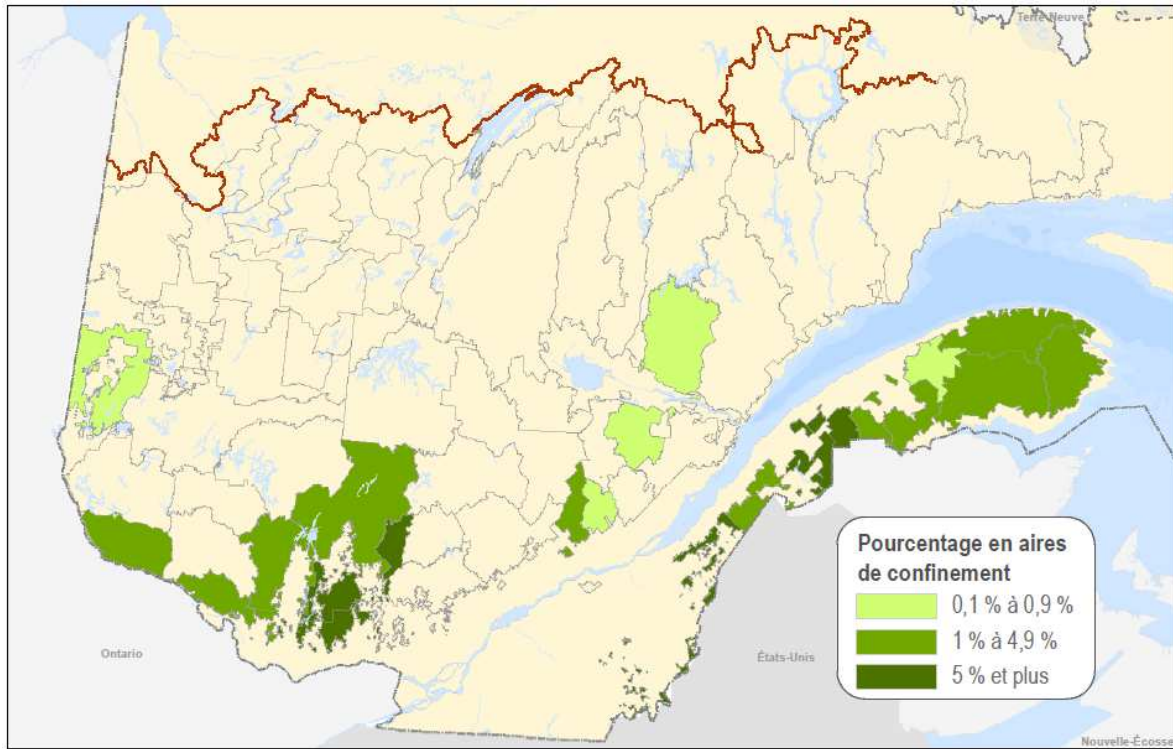 Terre-Neuve
Ontario
États-Unis
Pourcentage en aires
de confinement
0,1 % à 0,9 %
1 % à 4,9 %
5 % et plus
Nouvelle-Écosse